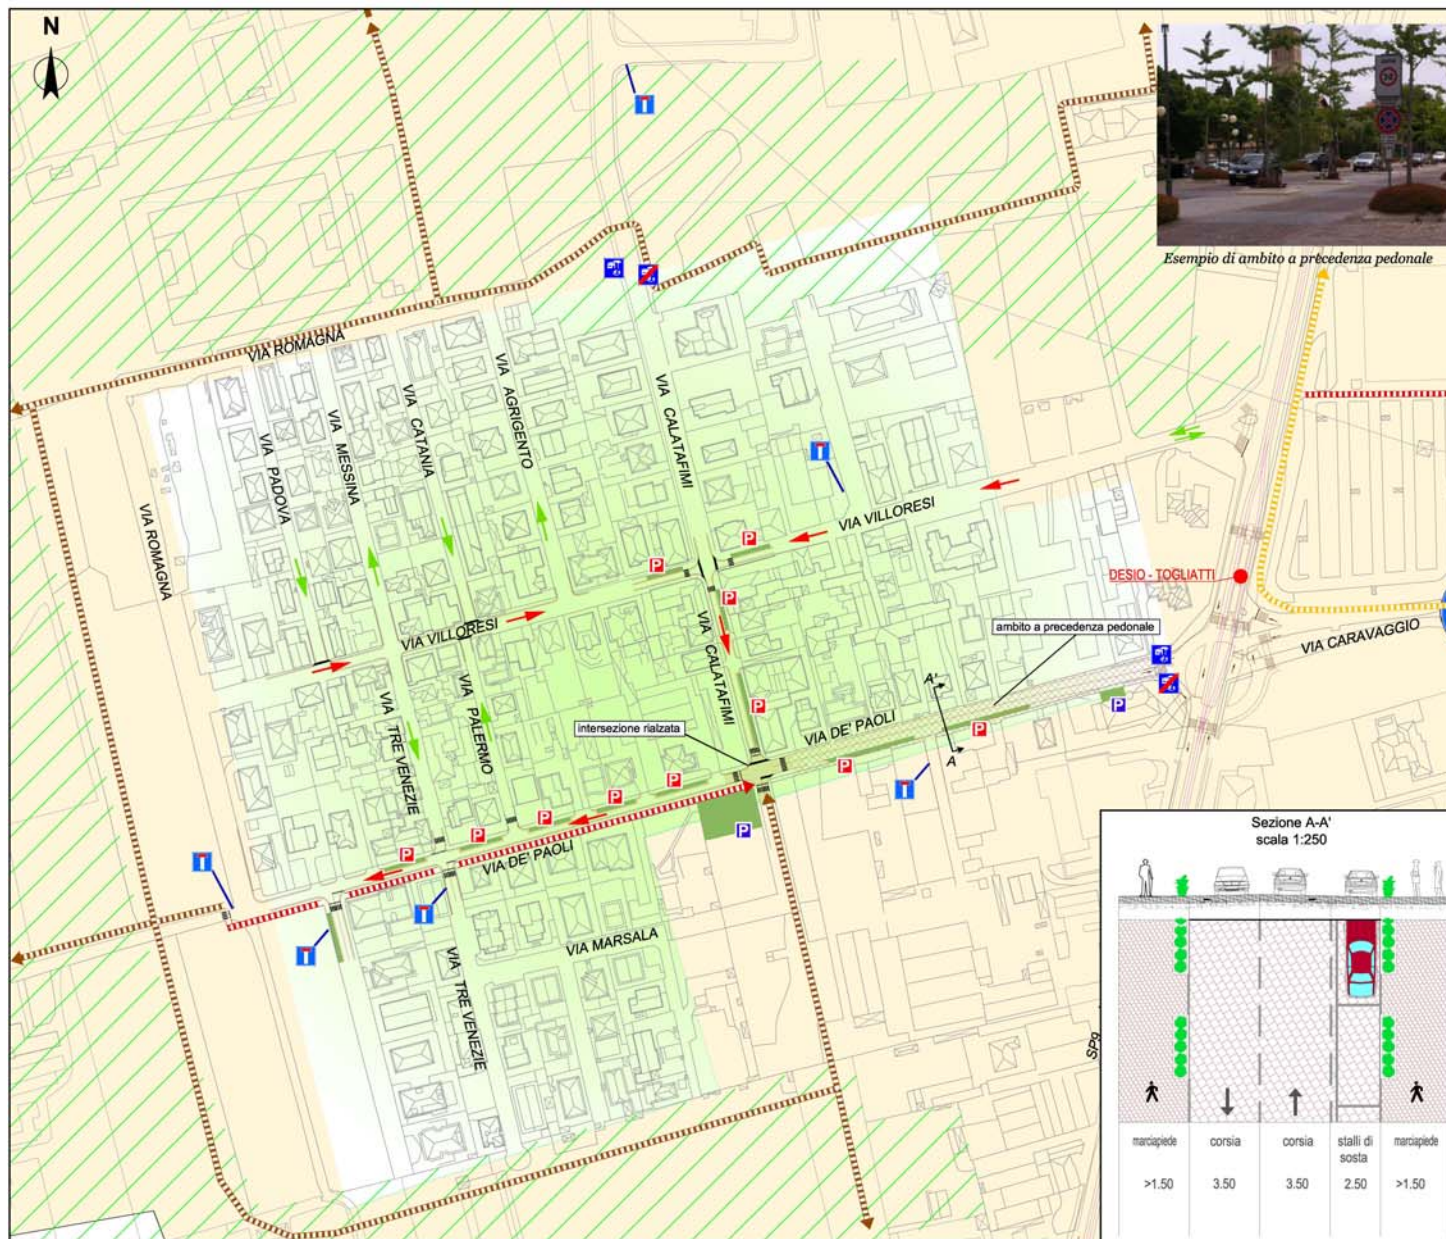 N
Esempio di ambito a precedenza pedonale
VIA ROMAGNA
VIA PADOVA
VIA MESSINA
VIA CATANIA
VIA AGRIGENTO
VIA CALATAFIMI
VIA ROMAGNA
VIA VILLORESI
P
P
DESIO - TOGLIATTI
VIA VILLORESI
P
VIA CALATAFIMI
ambito a precedenza pedonale
VIA CARAVAGGIO
A'
VIA TRE VENEZIE
VIA PALERMO
P
P
intersezione rialzata
VIA DE' PAOLI
P
A
P
P
P
P
P
P
P
VIA DE' PAOLI
VIA MARSALA
VIA TRE VENEZIE
SP9
Sezione A-A'
scala 1:250
marciapiede
corsia
corsia
stalli di
sosta
marciapiede
>1.50
3.50
3.50
2.50
>1.50